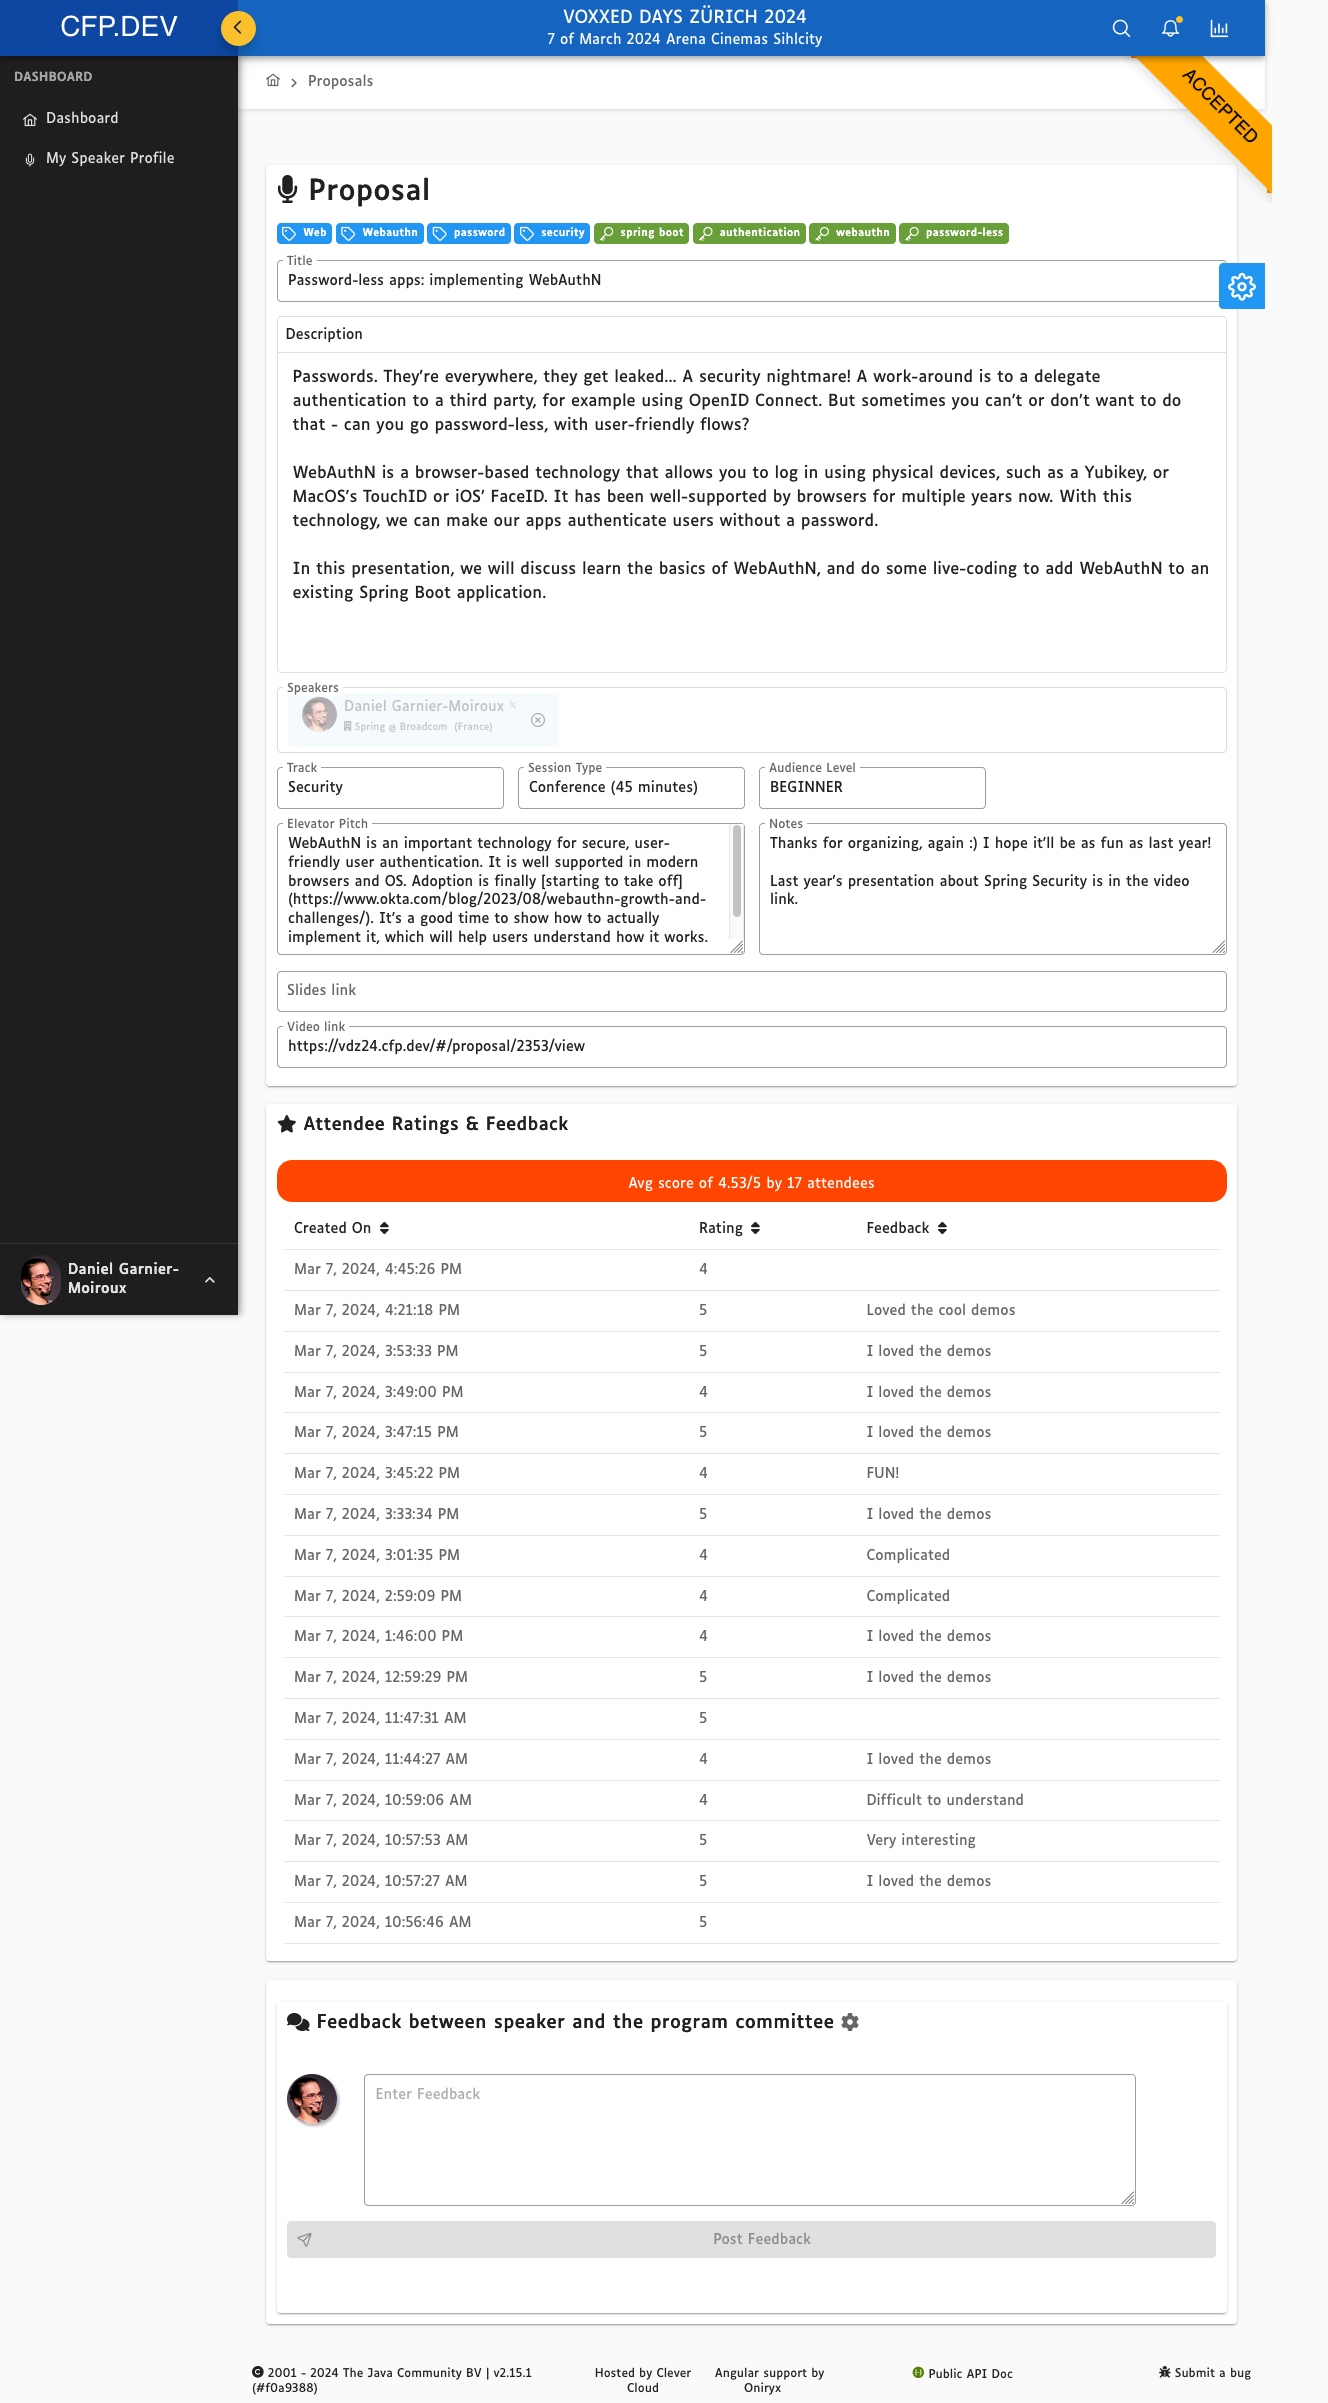 CFP.DEV
VOXXED DAYS ZÜRICH 2024
7 of March 2024 Arena Cinemas Sihlcity
DASHBOARD
Dashboard
My Speaker Profile
Proposals
ACCEPTED
Proposal
Web Webauthn password security spring boot authentication webauthn password-less
Title
Password-less apps: implementing WebAuthN
Description
Passwords. They're everywhere, they get leaked... A security nightmare! A work-around is to a delegate
authentication to a third party, for example using OpenID Connect. But sometimes you can't or don't want to do
that - can you go password-less, with user-friendly flows?
WebAuthN is a browser-based technology that allows you to log in using physical devices, such as a Yubikey, or
MacOS's TouchID or iOS' FaceID. It has been well-supported by browsers for multiple years now. With this
technology, we can make our apps authenticate users without a password.
In this presentation, we will discuss learn the basics of WebAuthN, and do some live-coding to add WebAuthN to an
existing Spring Boot application.
Speakers
Daniel Garnier-Moiroux
Spring @ Broadcom (France)
Track
Security
Session Type
Conference (45 minutes)
Audience Level
BEGINNER
Elevator Pitch
WebAuthN is an important technology for secure, user-
friendly user authentication. It is well supported in modern
browsers and OS. Adoption is finally [starting to take off]
(https://www.okta.com/blog/2023/08/webauthn-growth-and-
challenges/). It's a good time to show how to actually
implement it, which will help users understand how it works.
Notes
Thanks for organizing, again :) I hope it'll be as fun as last year!
Last year's presentation about Spring Security is in the video
link.
Slides link
Video link
https://vdz24.cfp.dev/#/proposal/2353/view
Attendee Ratings & Feedback
Avg score of 4.53/5 by 17 attendees
Created On Rating Feedback
Mar 7, 2024, 4:45:26 PM 4
Mar 7, 2024, 4:21:18 PM 5 Loved the cool demos
Mar 7, 2024, 3:53:33 PM 5 I loved the demos
Mar 7, 2024, 3:49:00 PM 4 I loved the demos
Mar 7, 2024, 3:47:15 PM 5 I loved the demos
Mar 7, 2024, 3:45:22 PM 4 FUN!
Mar 7, 2024, 3:33:34 PM 5 I loved the demos
Mar 7, 2024, 3:01:35 PM 4 Complicated
Mar 7, 2024, 2:59:09 PM 4 Complicated
Mar 7, 2024, 1:46:00 PM 4 I loved the demos
Mar 7, 2024, 12:59:29 PM 5 I loved the demos
Mar 7, 2024, 11:47:31 AM 5
Mar 7, 2024, 11:44:27 AM 4 I loved the demos
Mar 7, 2024, 10:59:06 AM 4 Difficult to understand
Mar 7, 2024, 10:57:53 AM 5 Very interesting
Mar 7, 2024, 10:57:27 AM 5 I loved the demos
Mar 7, 2024, 10:56:46 AM 5
Daniel Garnier-
Moiroux
Feedback between speaker and the program committee
Enter Feedback
Post Feedback
2001 - 2024 The Java Community BV | v2.15.1
(#f0a9388)
Hosted by Clever
Cloud
Angular support by
Oniryx
Public API Doc
Submit a bug